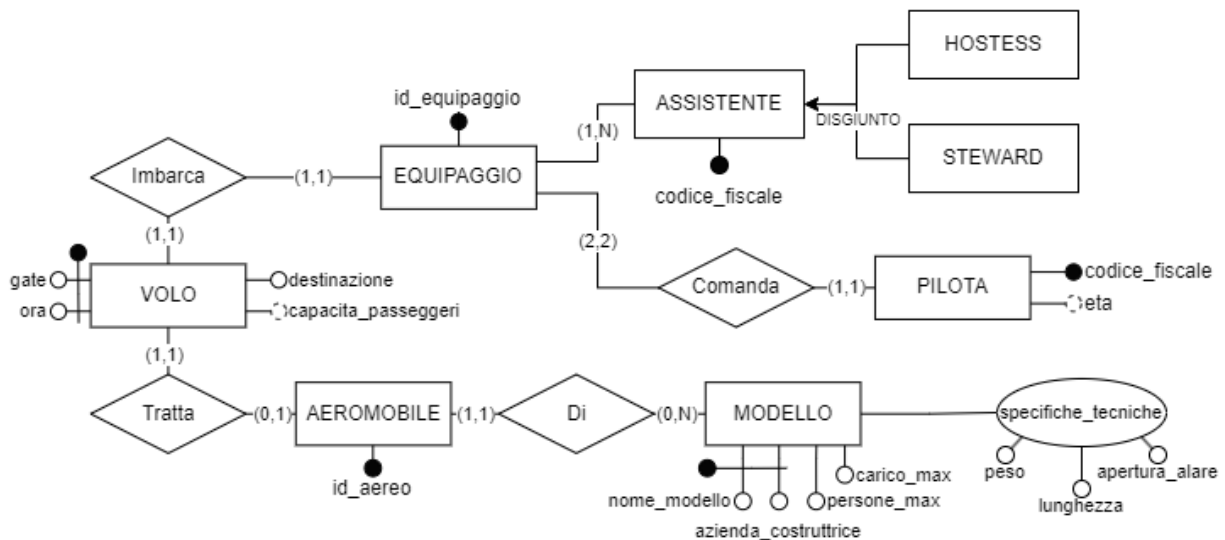 HOSTESS
id_equipaggio
ASSISTENTE
DISGIUNTO
(1,N)
Imbarca
(1,1)
EQUIPAGGIO
STEWARD
codice_fiscale
(1,1)
(2,2)
gate
destinazione
VOLO
Comanda
(1,1)
PILOTA
codice_fiscale
ora
capacita_passeggeri
eta
(1,1)
Tratta
(0,1)
AEROMOBILE
(1,1)
Di
(0,N)
MODELLO
specifiche_tecniche
id_aereo
carico_max
peso
apertura_alare
nome_modello
persone_max
lunghezza
azienda_costruttrice